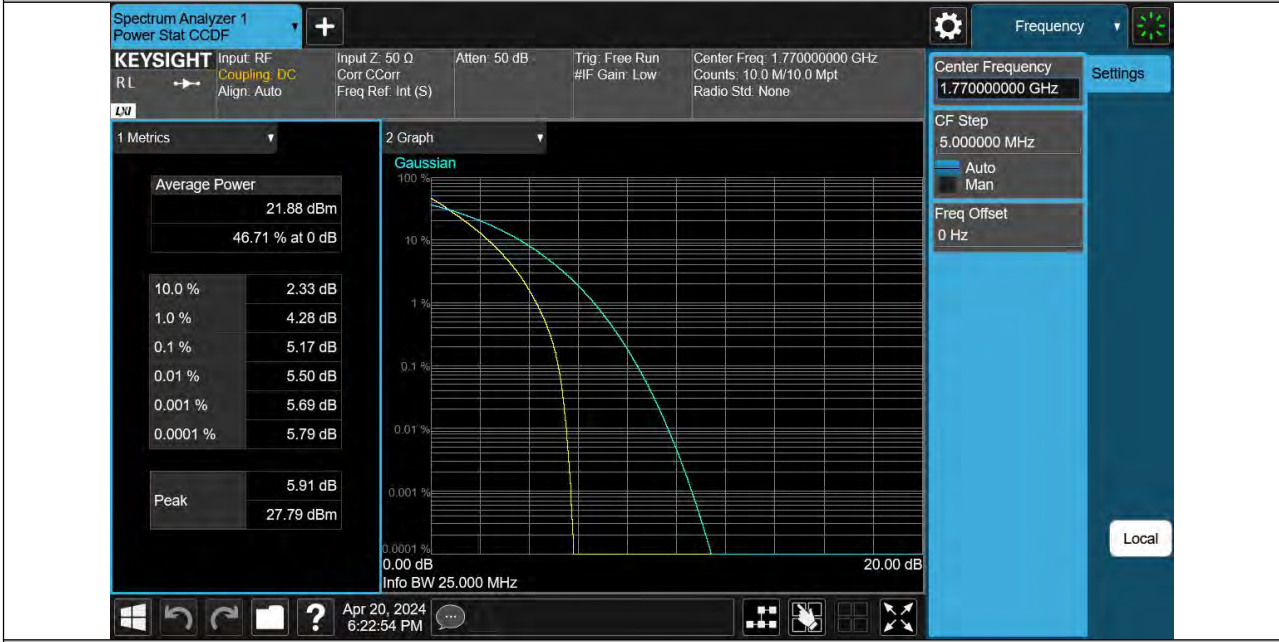 Spectrum Analyzer 1
Power Stat CCDF
+
Frequency
KEYSIGHT
RL
LXI
Input: RF
Coupling: DC
Align: Auto
Input Z: 50 Ω
Corr CCorr
Freq Ref: Int (S)
Atten: 50 dB
Trig: Free Run
#IF Gain: Low
Center Freq: 1.770000000 GHz
Counts: 10.0 M/10.0 Mpt
Radio Std: None
Center Frequency
1.770000000 GHz
Settings
CF Step
5.000000 MHz
Auto
Man
Freq Offset
0 Hz
1 Metrics
Average Power
21.88 dBm
46.71 % at 0 dB
10.0 % 2.33 dB
1.0 % 4.28 dB
0.1 % 5.17 dB
0.01 % 5.50 dB
0.001 % 5.69 dB
0.0001 % 5.79 dB
Peak
5.91 dB
27.79 dBm
2 Graph
Gaussian
100 %
10 %
1 %
0.1 %
0.01 %
0.001 %
0.0001 %
0.00 dB 20.00 dB
Info BW 25.000 MHz
Local
?
Apr 20, 2024
6:22:54 PM